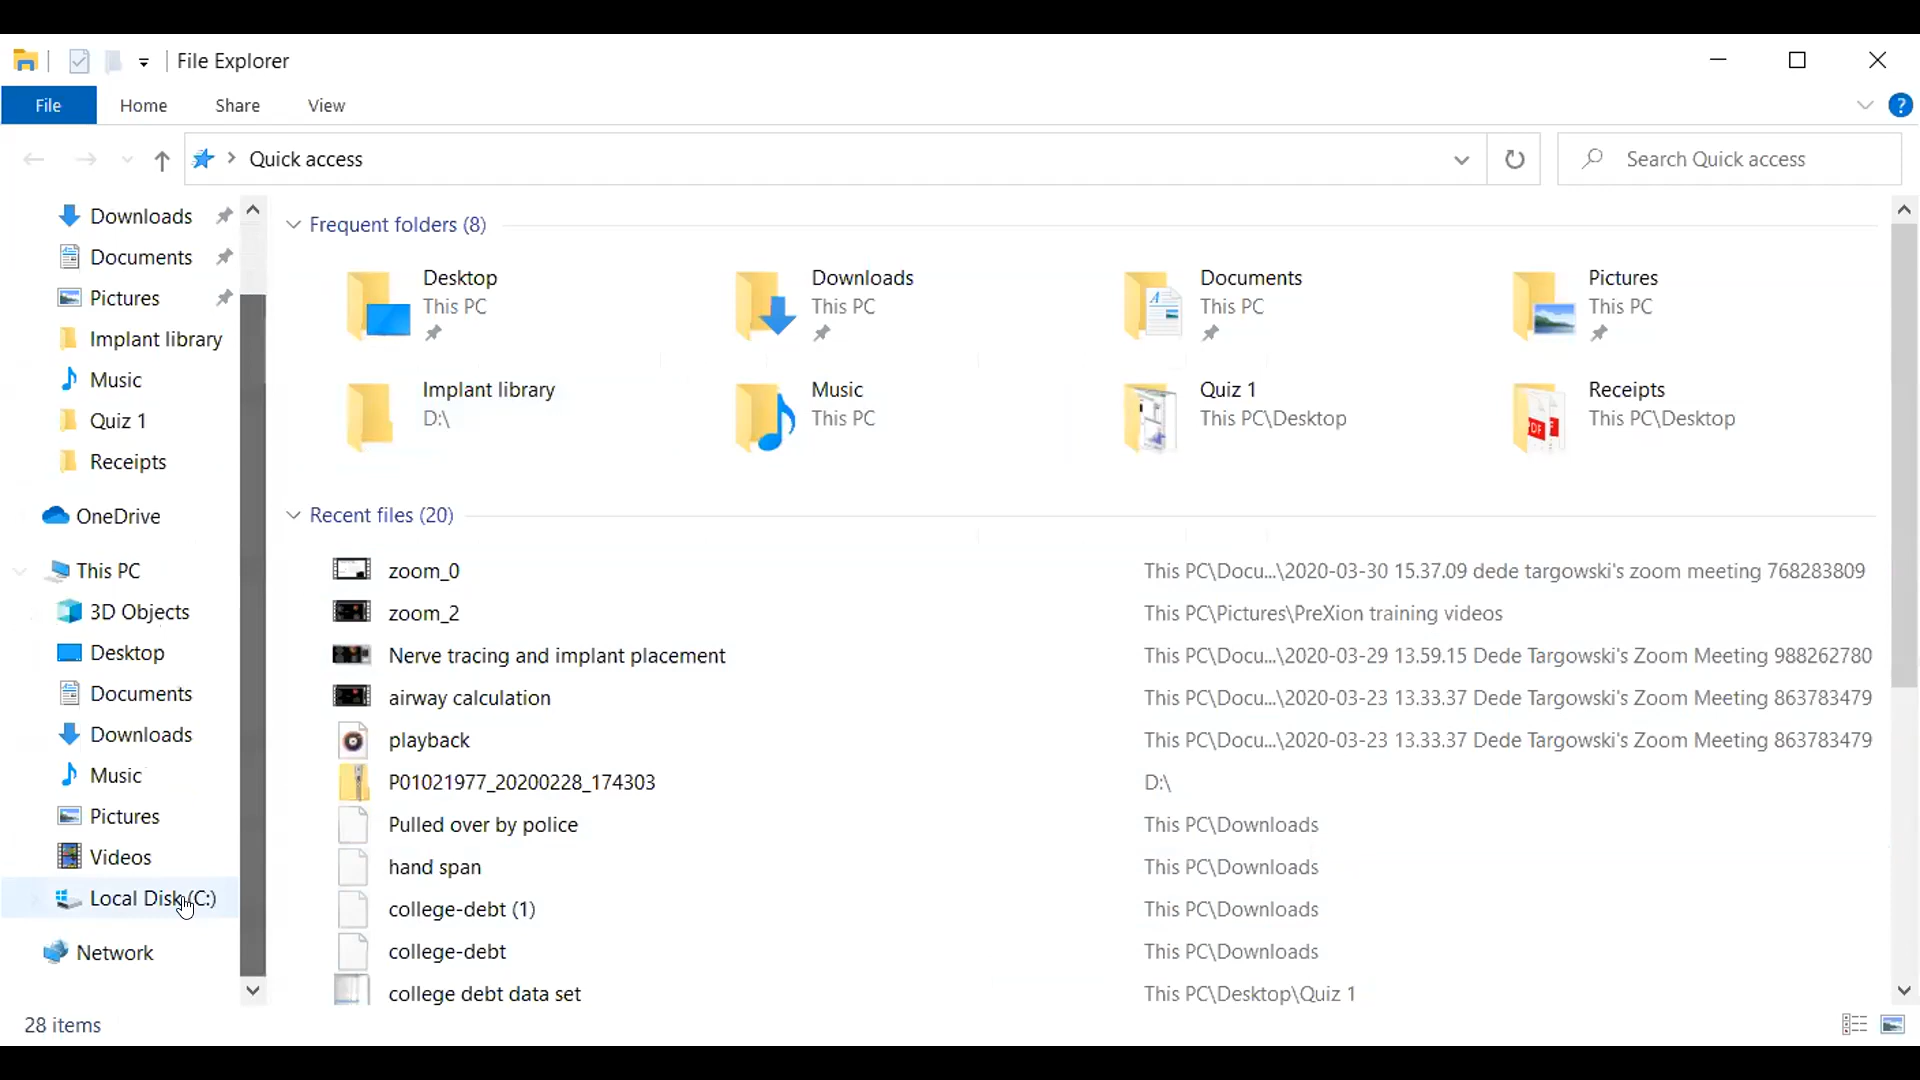 File Explorer
File Home Share View
?
Quick access
Search Quick access
Downloads
Documents
Pictures
Implant library
Music
Quiz 1
Receipts
OneDrive
This PC
3D Objects
Desktop
Documents
Downloads
Music
Pictures
Videos
Local Disk (C:)
Network
Frequent folders (8)
Desktop
This PC
Downloads
This PC
Documents
This PC
Pictures
This PC
Implant library
D:\
Music
This PC
Quiz 1
This PC\Desktop
Receipts
This PC\Desktop
Recent files (20)
zoom_0 This PC\Docu...\2020-03-30 15.37.09 dede targowski's zoom meeting 768283809
zoom_2 This PC\Pictures\PreXion training videos
Nerve tracing and implant placement This PC\Docu...\2020-03-29 13.59.15 Dede Targowski's Zoom Meeting 988262780
airway calculation This PC\Docu...\2020-03-23 13.33.37 Dede Targowski's Zoom Meeting 863783479
playback This PC\Docu...\2020-03-23 13.33.37 Dede Targowski's Zoom Meeting 863783479
P01021977_20200228_174303 D:\
Pulled over by police This PC\Downloads
hand span This PC\Downloads
college-debt (1) This PC\Downloads
college-debt This PC\Downloads
college debt data set This PC\Desktop\Quiz 1
28 items